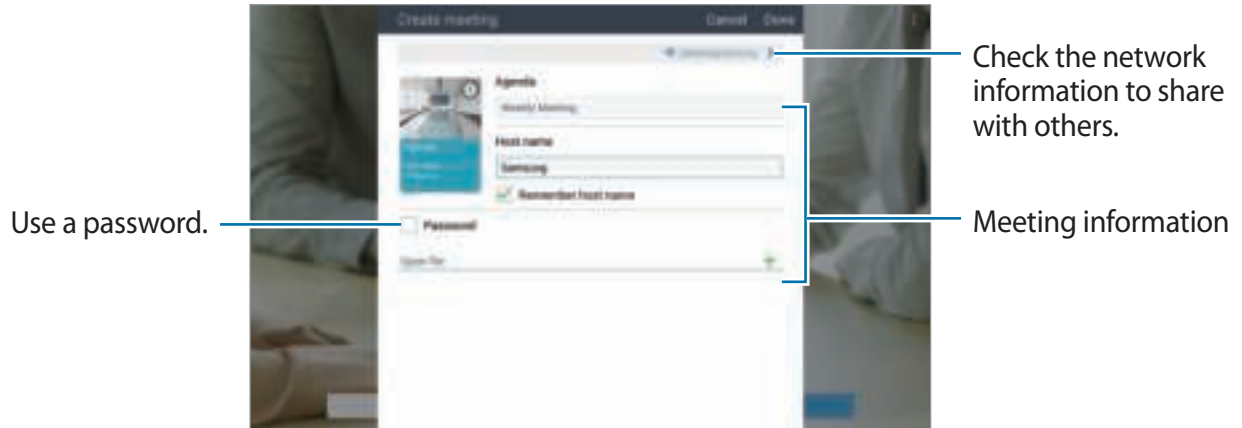 Create meeting
Cancel Done
Check the network
information to share
with others.
Agenda
Weekly Meeting
Host name
Samsung
Remember host name
Use a password.
Password
Meeting information
Open file